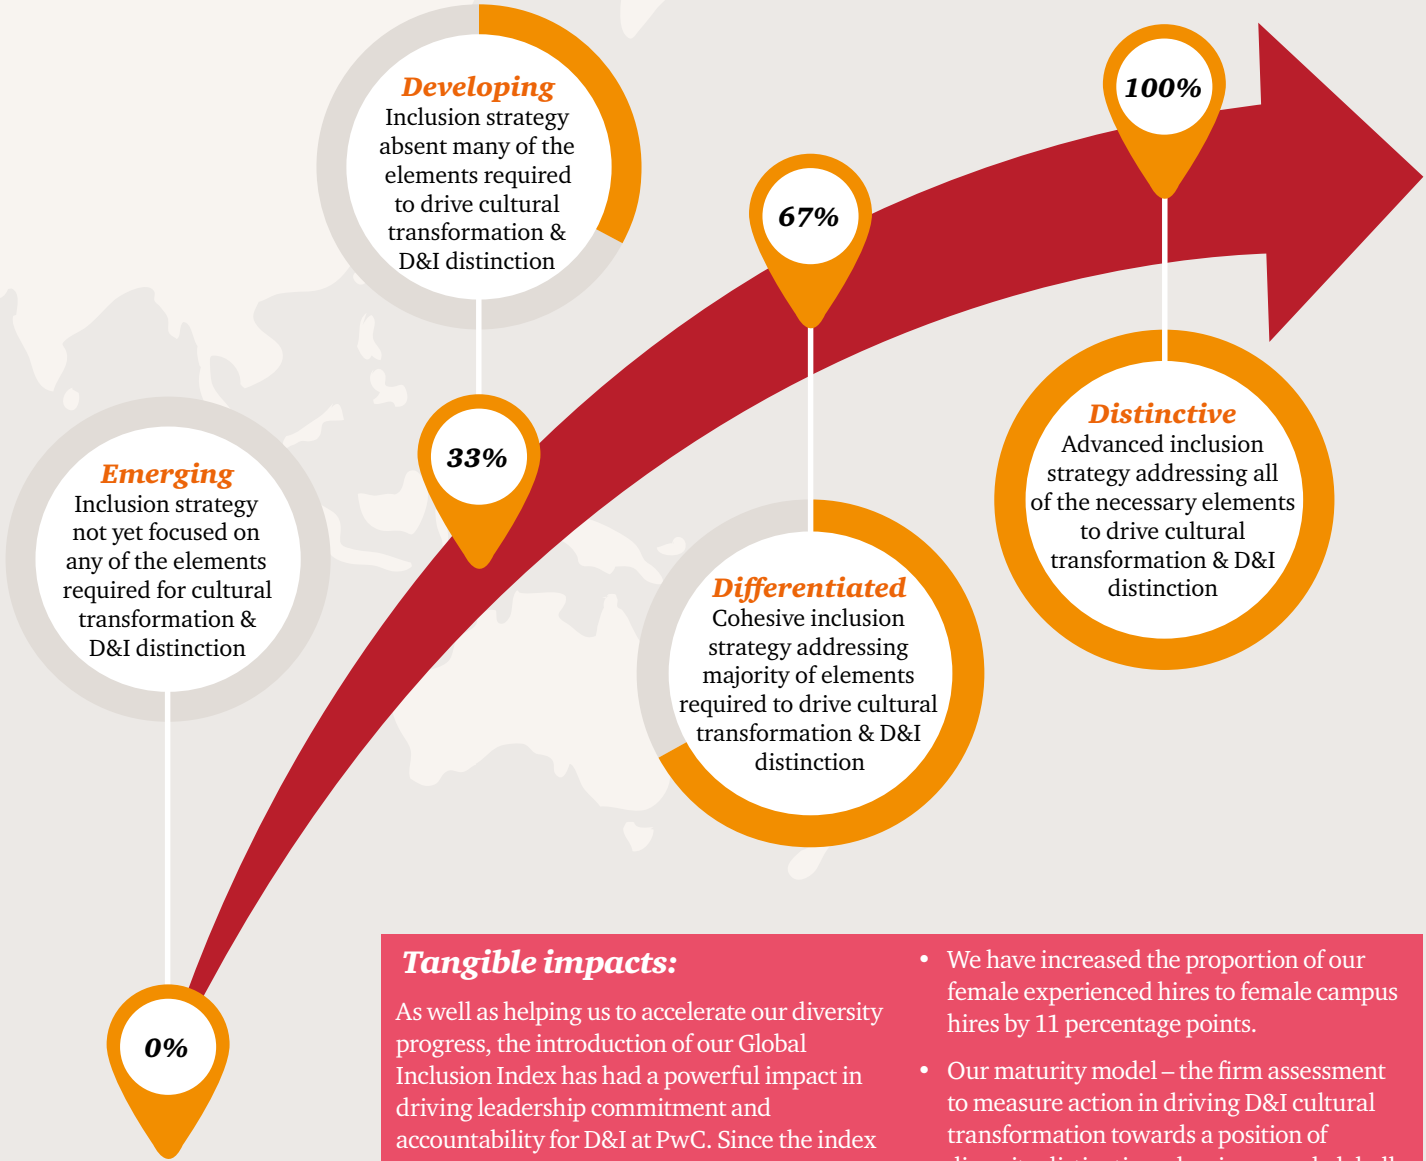 Developing
Inclusion strategy
absent many of the
elements required
to drive cultural
transformation &
D&I distinction
100%
67%
33%
Emerging
Inclusion strategy
not yet focused on
any of the elements
required for cultural
transformation &
D&I distinction
Distinctive
Advanced inclusion
strategy addressing all
of the necessary elements
to drive cultural
transformation & D&I
distinction
Differentiated
Cohesive inclusion
strategy addressing
majority of elements
required to drive cultural
transformation & D&I
distinction
0%
Tangible impacts:
As well as helping us to accelerate our diversity
progress, the introduction of our Global
Inclusion Index has had a powerful impact in
driving leadership commitment and
accountability for D&I at PwC. Since the index
• We have increased the proportion of our
female experienced hires to female campus
hires by 11 percentage points.
• Our maturity model – the firm assessment
to measure action in driving D&I cultural
transformation towards a position of